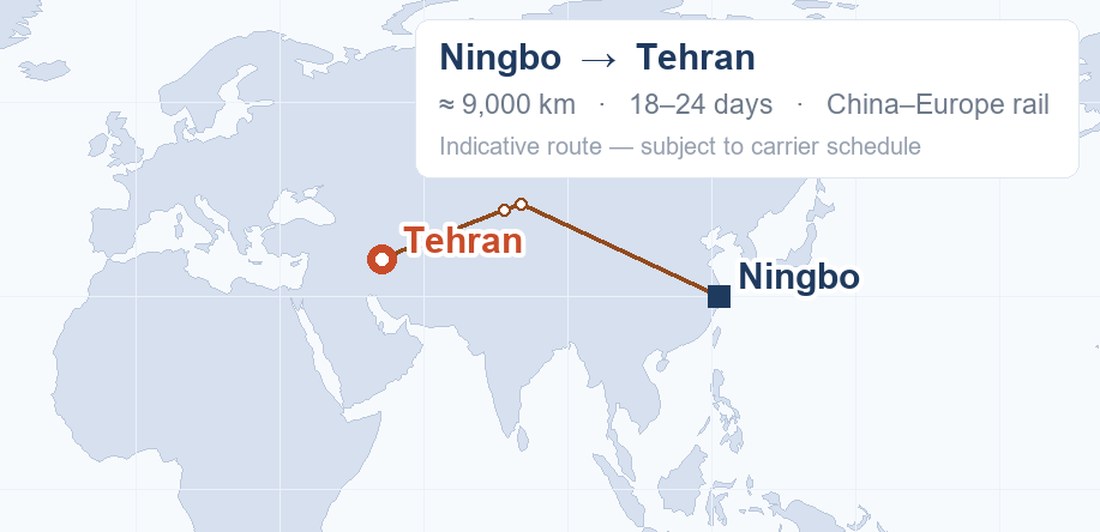 Ningbo → Tehran
≈ 9,000 km · 18–24 days · China–Europe rail
Indicative route — subject to carrier schedule
Tehran
Ningbo